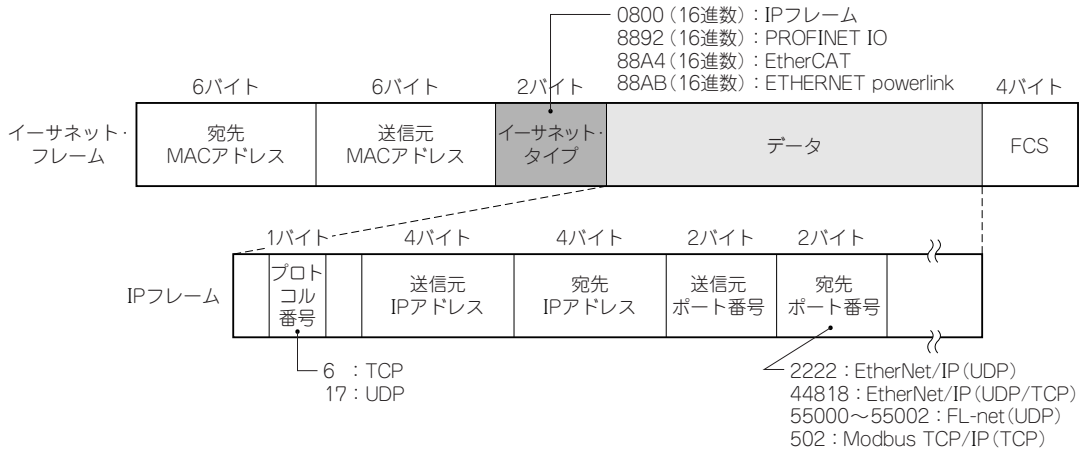 0800（16進数）：IPフレーム
8892（16進数）：PROFINET IO
88A4（16進数）：EtherCAT
88AB（16進数）：ETHERNET powerlink
6バイト 6バイト 2バイト 4バイト
イーサネット・
フレーム
宛先
MACアドレス
送信元
MACアドレス
イーサネット・
タイプ
データ
FCS
1バイト 4バイト 4バイト 2バイト 2バイト
IPフレーム
プロト
コル
番号
送信元
IPアドレス
宛先
IPアドレス
送信元
ポート番号
宛先
ポート番号
6 ：TCP
17：UDP
2222：EtherNet/IP（UDP）
44818：EtherNet/IP（UDP/TCP）
55000～55002：FL-net（UDP）
502：Modbus TCP/IP（TCP）